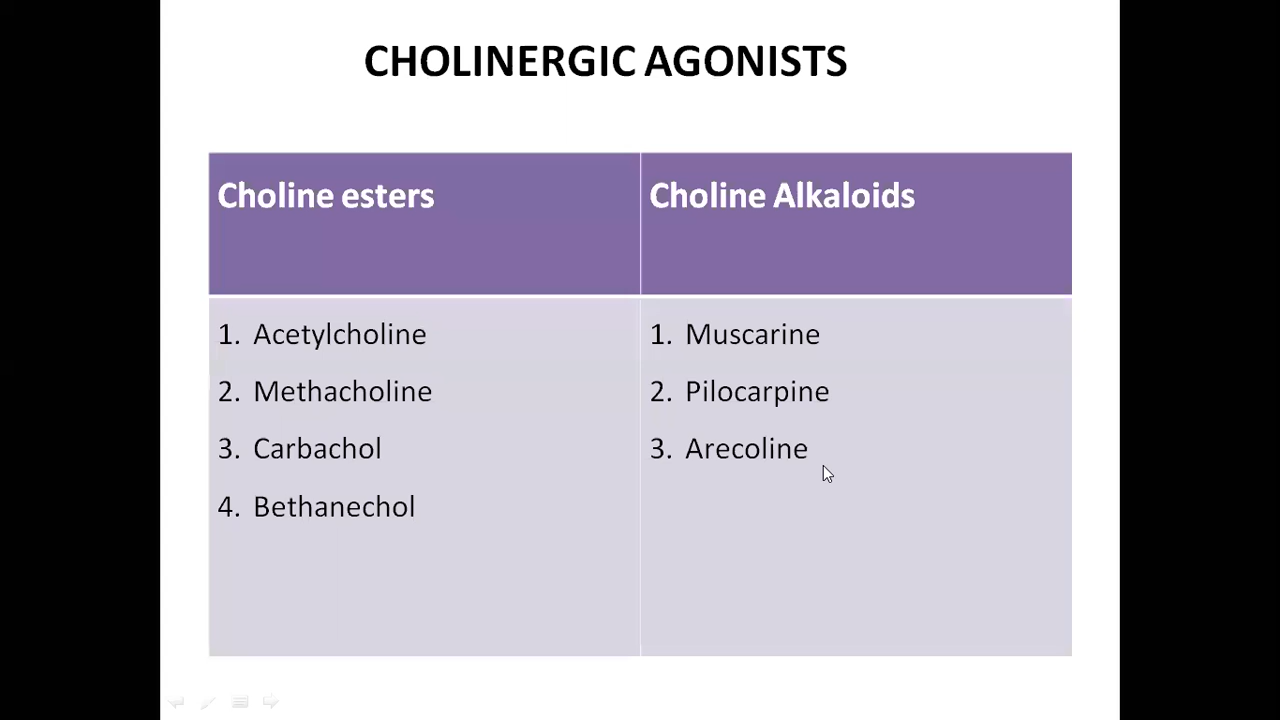 CHOLINERGIC AGONISTS
Choline esters
Choline Alkaloids
1. Acetylcholine
2. Methacholine
3. Carbachol
4. Bethanechol
1. Muscarine
2. Pilocarpine
3. Arecoline